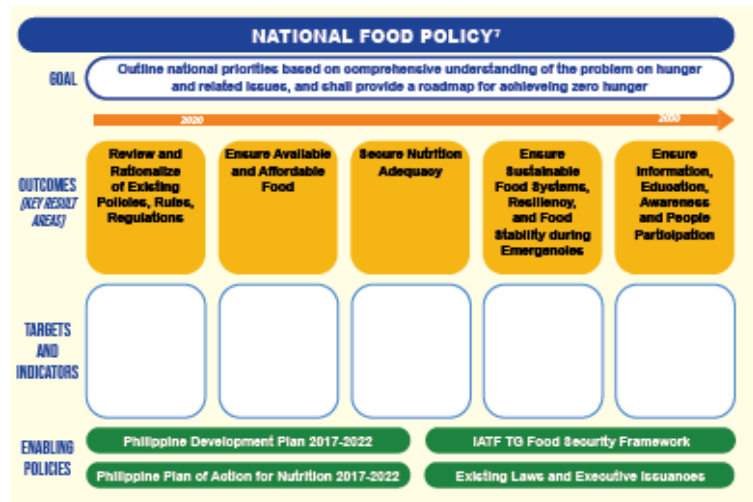 NATIONAL FOOD POLICY⁷
GOAL
Outline national priorities based on comprehensive understanding of the problem on hunger
and related issues, and shall provide a roadmap for achieveing zero hunger
2020
2030
OUTCOMES
(KEY RESULT
AREAS)
Review and
Rationalize
of Existing
Policies, Rules,
Regulations
Ensure Available
and Affordable
Food
Secure Nutrition
Adequacy
Ensure
Sustainable
Food Systems,
Resiliency,
and Food
Stability during
Emergencies
Ensure
Information,
Education,
Awareness
and People
Participation
TARGETS
AND
INDICATORS
ENABLING
POLICIES
Philippine Development Plan 2017-2022
IATF TG Food Security Framework
Philippine Plan of Action for Nutrition 2017-2022
Existing Laws and Executive Issuances